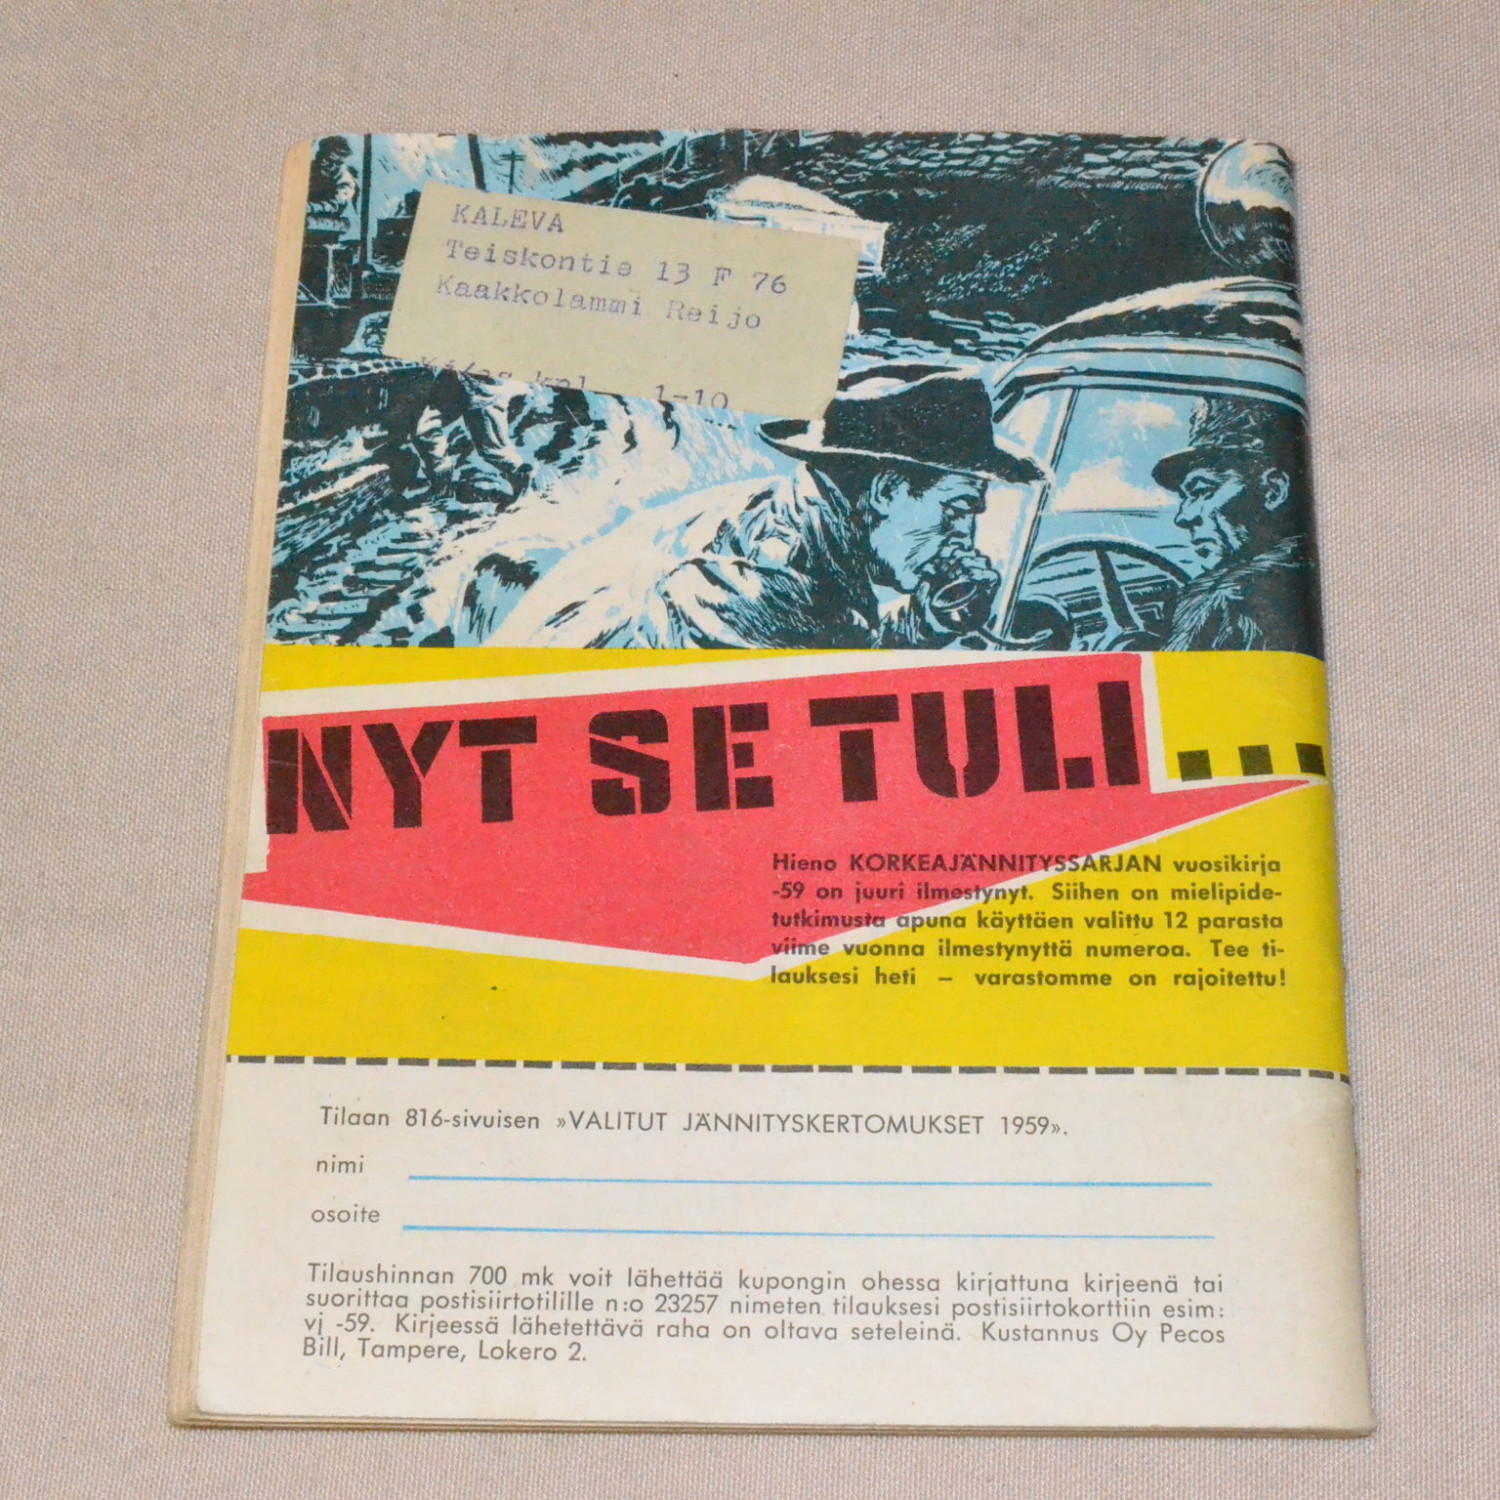 KALEVA
Teiskontie 13 F 76
Kaakkolammi Reijo
kpl 1-10
NYT SE TULI...
Hieno KORKEAJÄNNITYSSARJAN vuosikirja
-59 on juuri ilmestynyt. Siihen on mielipide-
tutkimusta apuna käyttäen valittu 12 parasta
viime vuonna ilmestynyttä numeroa. Tee ti-
lauksesi heti – varastomme on rajoitettu!
Tilaan 816-sivuisen »VALITUT JÄNNITYSKERTOMUKSET 1959».
nimi
osoite
Tilaushinnan 700 mk voit lähettää kupongin ohessa kirjattuna kirjeenä tai
suorittaa postisiirtotilille n:o 23257 nimeten tilauksesi postisiirtokorttiin esim:
vj -59. Kirjeessä lähetettävä raha on oltava seteleinä. Kustannus Oy Pecos
Bill, Tampere, Lokero 2.